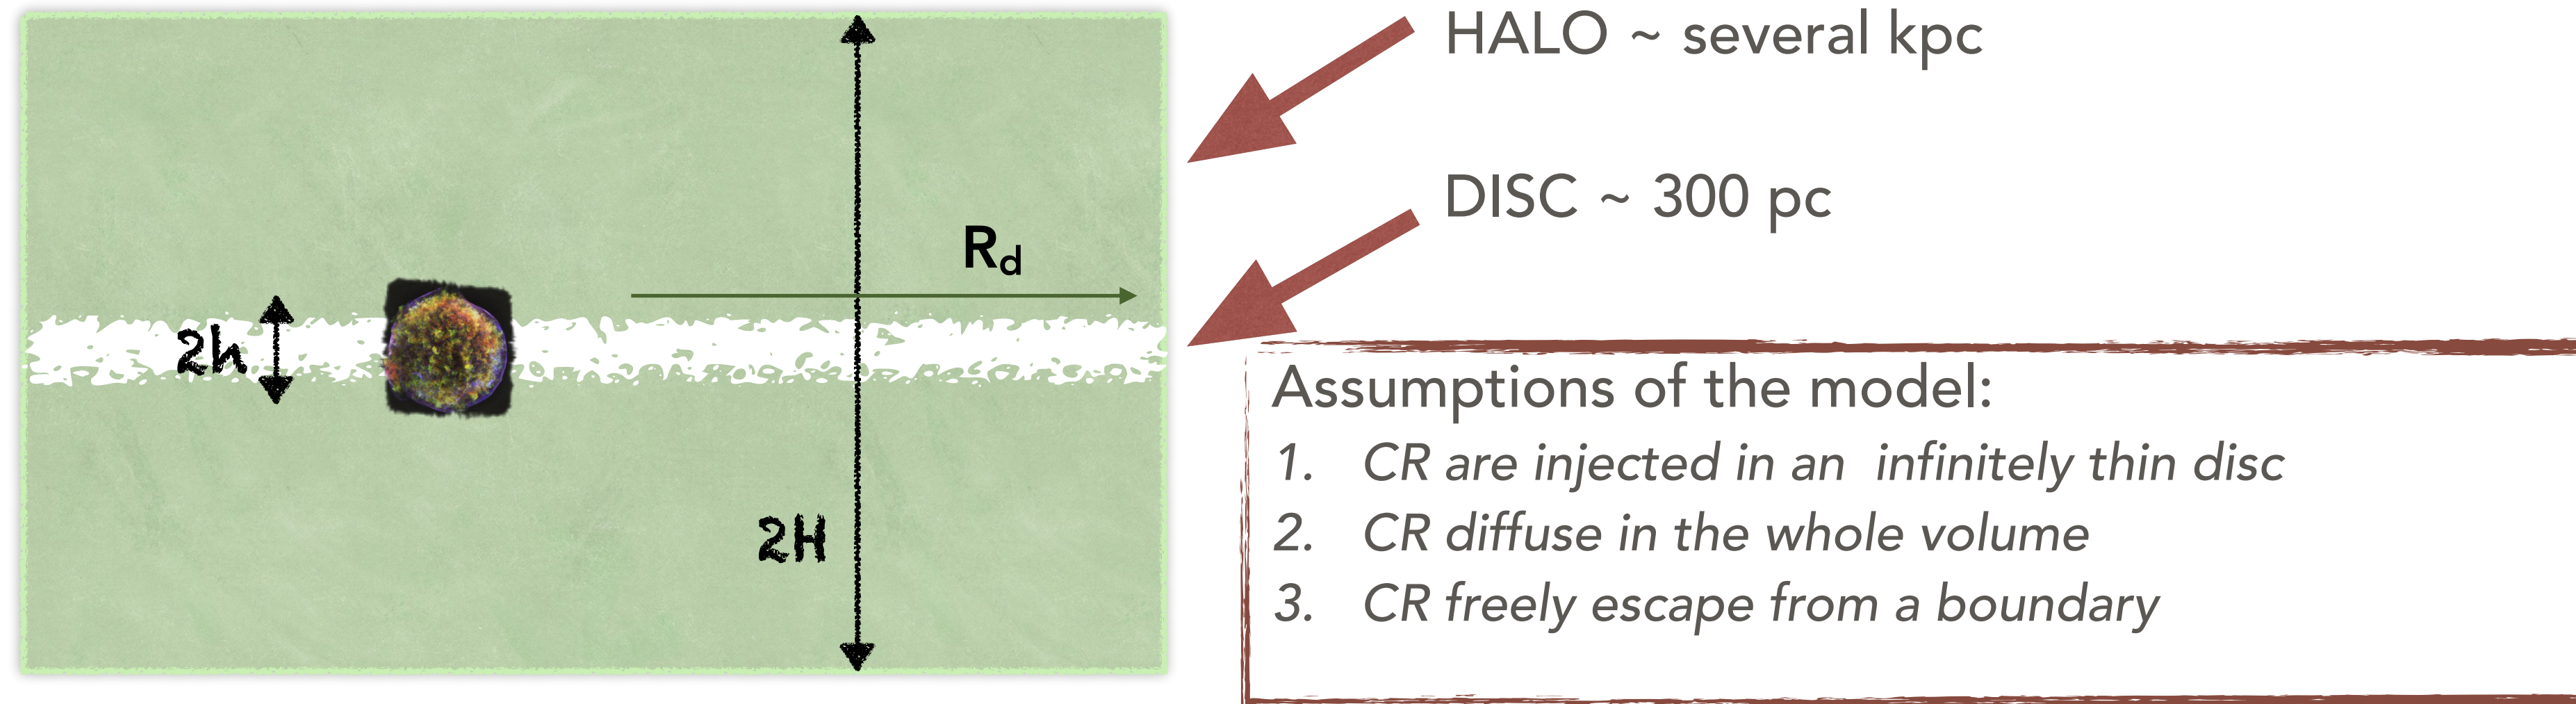 HALO ~ several kpc
DISC ~ 300 pc
Rd
2h
2H
Assumptions of the model:
1. CR are injected in an infinitely thin disc
2. CR diffuse in the whole volume
3. CR freely escape from a boundary